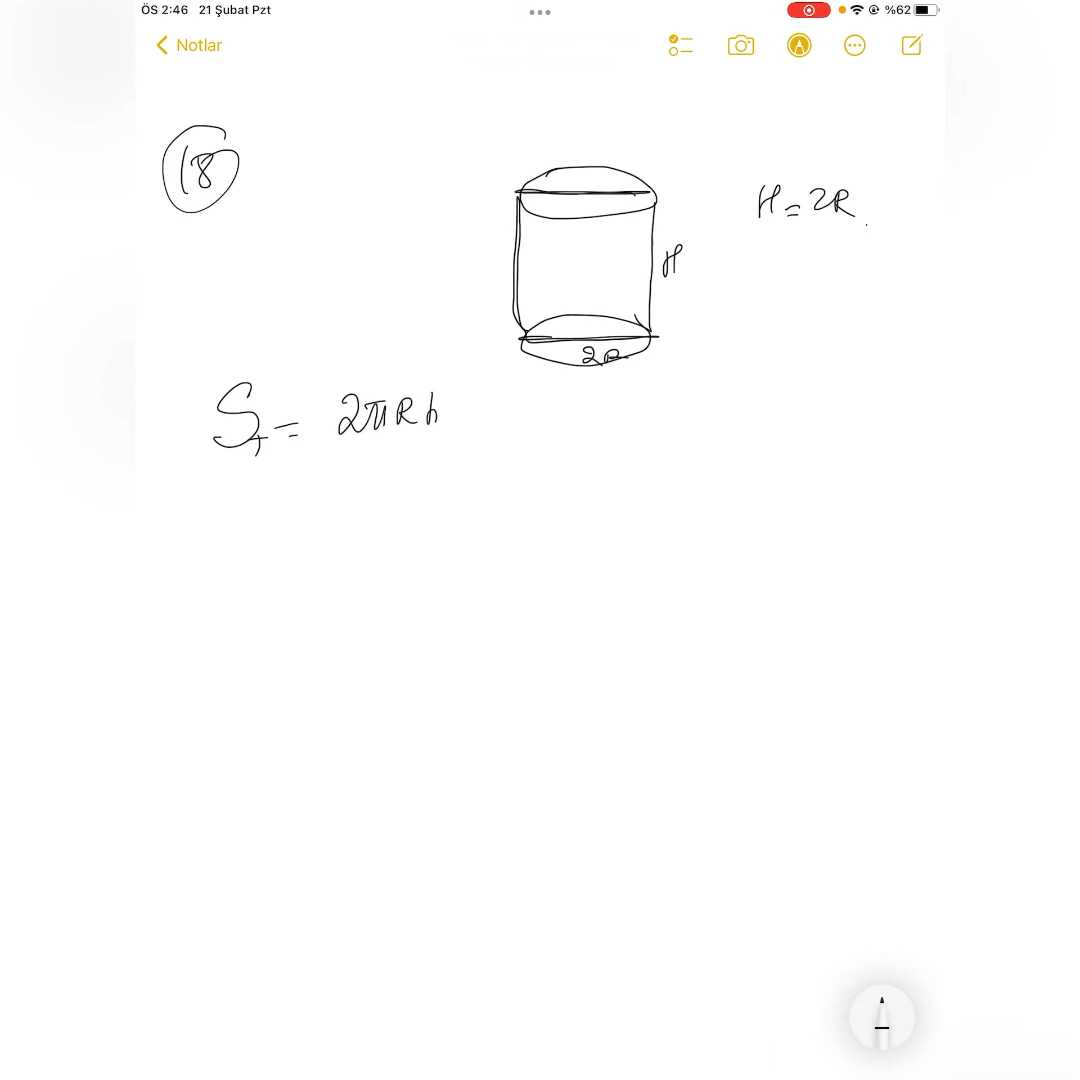 ÖS 2:46 21 Şubat Pzt %62
Notlar
18
H = 2R.
H
2R
S = 2πRh